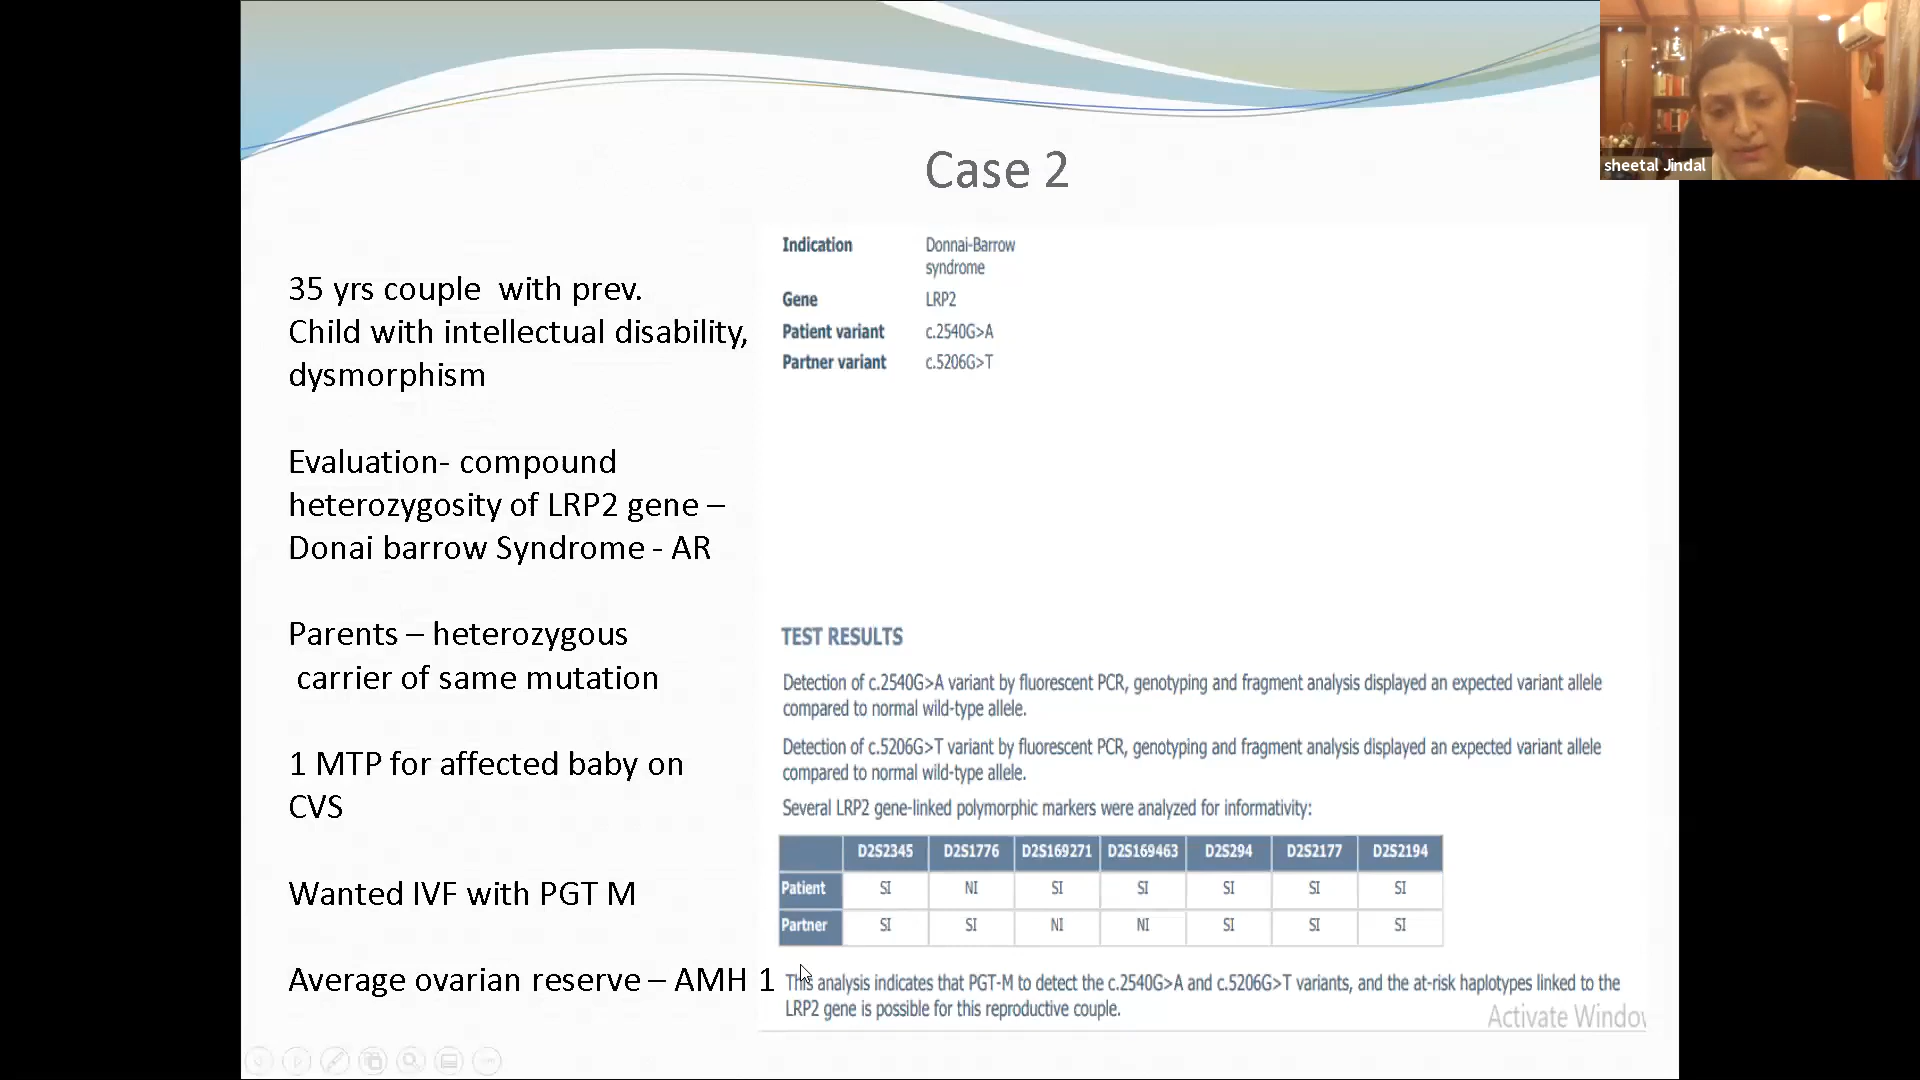 sheetal Jindal
Case 2
35 yrs couple with prev.
Child with intellectual disability,
dysmorphism
Evaluation- compound
heterozygosity of LRP2 gene –
Donai barrow Syndrome - AR
Parents – heterozygous
carrier of same mutation
1 MTP for affected baby on
CVS
Wanted IVF with PGT M
Average ovarian reserve – AMH 1
Indication Donnai-Barrow
syndrome
Gene LRP2
Patient variant c.2540G>A
Partner variant c.5206G>T
TEST RESULTS
Detection of c.2540G>A variant by fluorescent PCR, genotyping and fragment analysis displayed an expected variant allele
compared to normal wild-type allele.
Detection of c.5206G>T variant by fluorescent PCR, genotyping and fragment analysis displayed an expected variant allele
compared to normal wild-type allele.
Several LRP2 gene-linked polymorphic markers were analyzed for informativity:
D2S2345 D2S1776 D2S169271 D2S169463 D2S294 D2S2177 D2S2194
Patient SI NI SI SI SI SI SI
Partner SI SI NI NI SI SI SI
This analysis indicates that PGT-M to detect the c.2540G>A and c.5206G>T variants, and the at-risk haplotypes linked to the
LRP2 gene is possible for this reproductive couple.
Activate Window